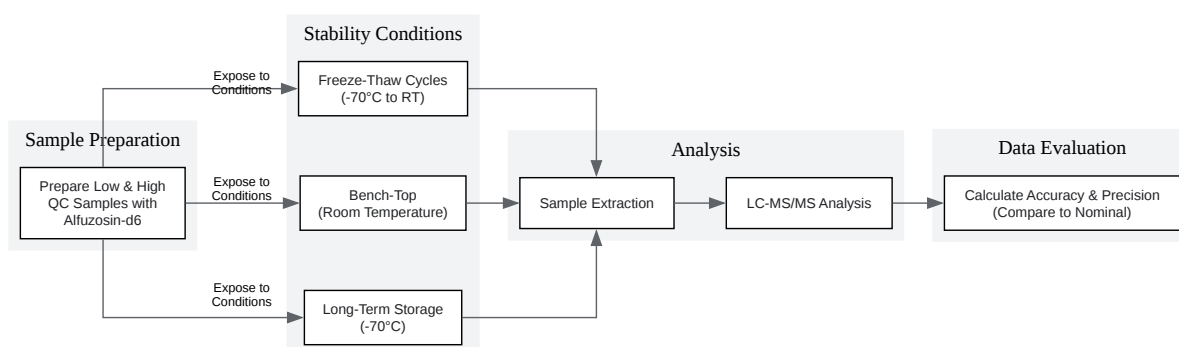 Stability Conditions
Expose to
Conditions
Freeze-Thaw Cycles
(-70°C to RT)
Sample Preparation
Prepare Low & High
QC Samples with
Alfuzosin-d6
Expose to
Conditions
Bench-Top
(Room Temperature)
Expose to
Conditions
Long-Term Storage
(-70°C)
Analysis
Sample Extraction
LC-MS/MS Analysis
Data Evaluation
Calculate Accuracy & Precision
(Compare to Nominal)